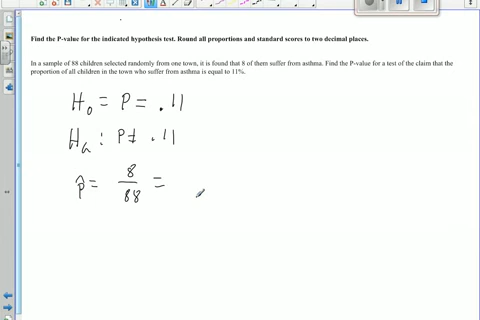 Find the P-value for the indicated hypothesis test. Round all proportions and standard scores to two decimal places.
In a sample of 88 children selected randomly from one town, it is found that 8 of them suffer from asthma. Find the P-value for a test of the claim that the
proportion of all children in the town who suffer from asthma is equal to 11%.
H₀ = P = .11
Hₐ : P ≠ .11
p̂ = 8/88 =